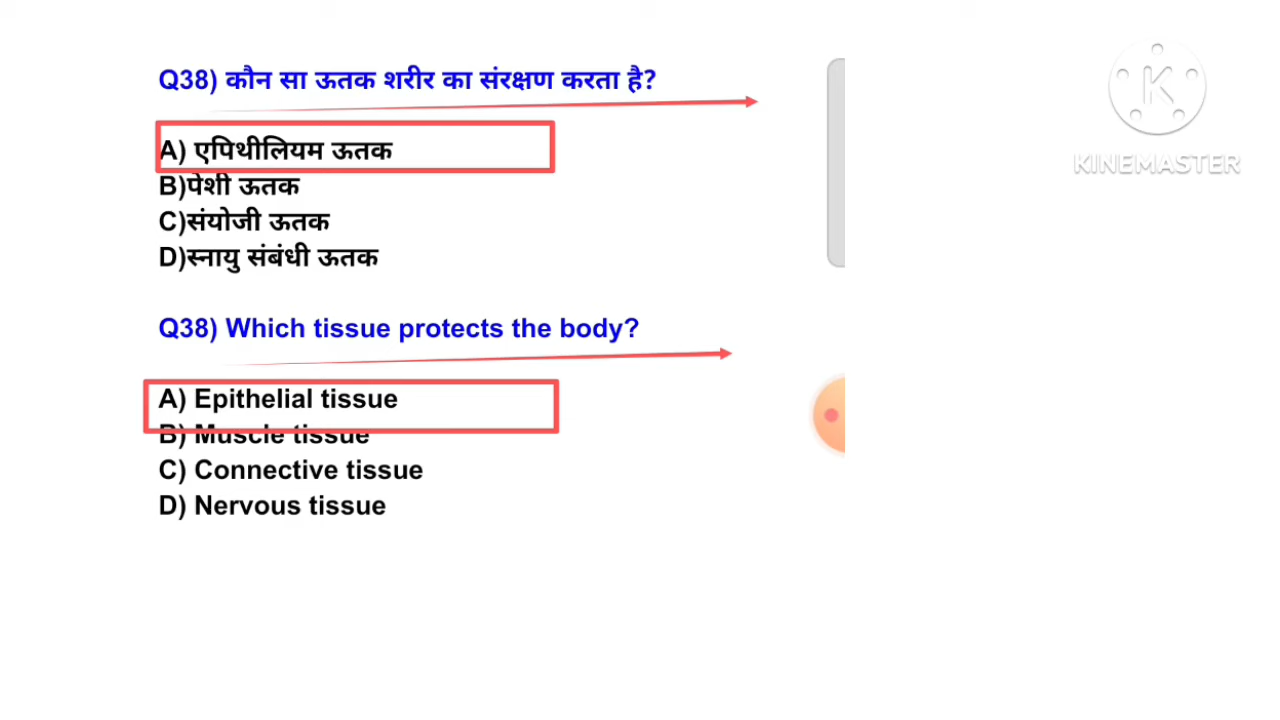 Q38) कौन सा ऊतक शरीर का संरक्षण करता है?
A) एपिथीलियम ऊतक
B)पेशी ऊतक
C)संयोजी ऊतक
D)स्नायु संबंधी ऊतक
Q38) Which tissue protects the body?
A) Epithelial tissue
B) Muscle tissue
C) Connective tissue
D) Nervous tissue
K
KINEMASTER